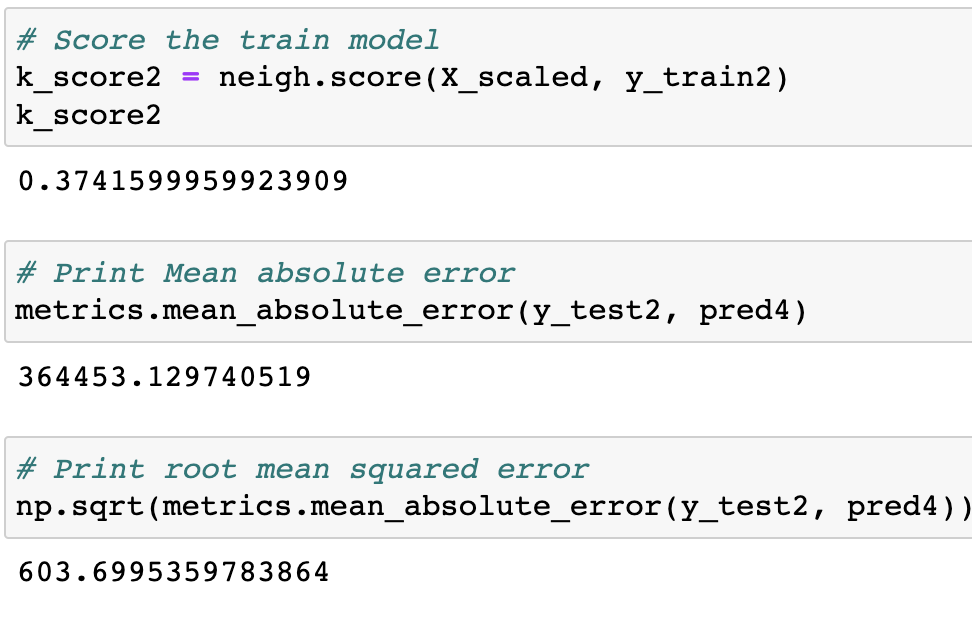 # Score the train model
k_score2 = neigh.score(X_scaled, y_train2)
k_score2
0.3741599959923909
# Print Mean absolute error
metrics.mean_absolute_error(y_test2, pred4)
364453.129740519
# Print root mean squared error
np.sqrt(metrics.mean_absolute_error(y_test2, pred4))
603.6995359783864